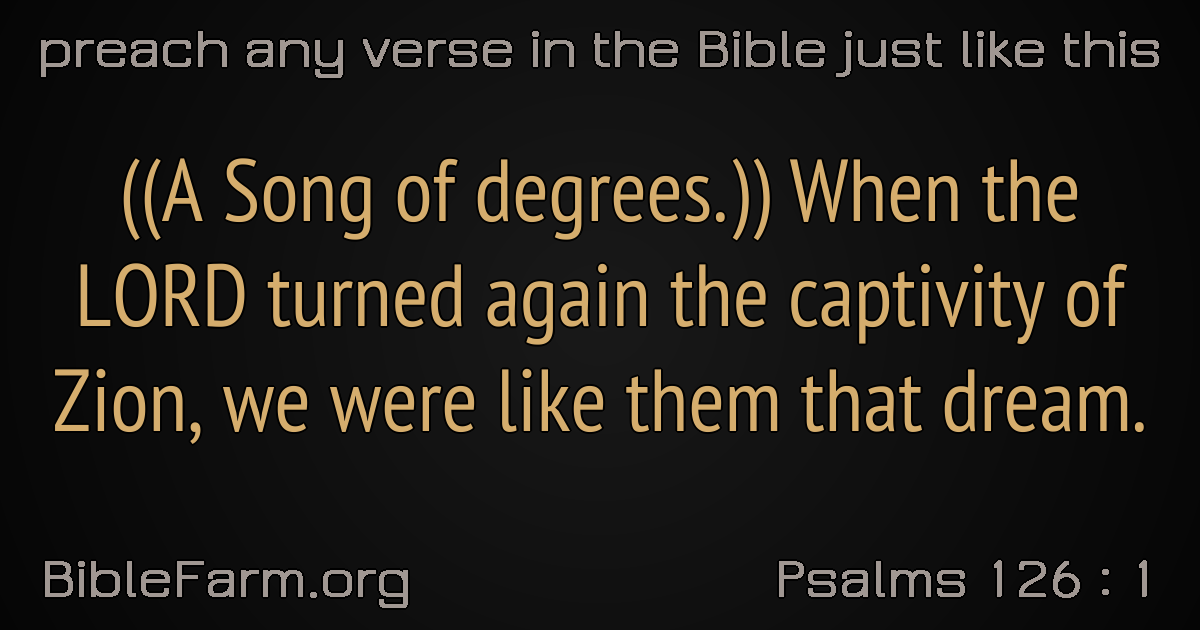 preach any verse in the Bible just like this
((A Song of degrees.)) When the
LORD turned again the captivity of
Zion, we were like them that dream.
BibleFarm.org
Psalms 126 : 1